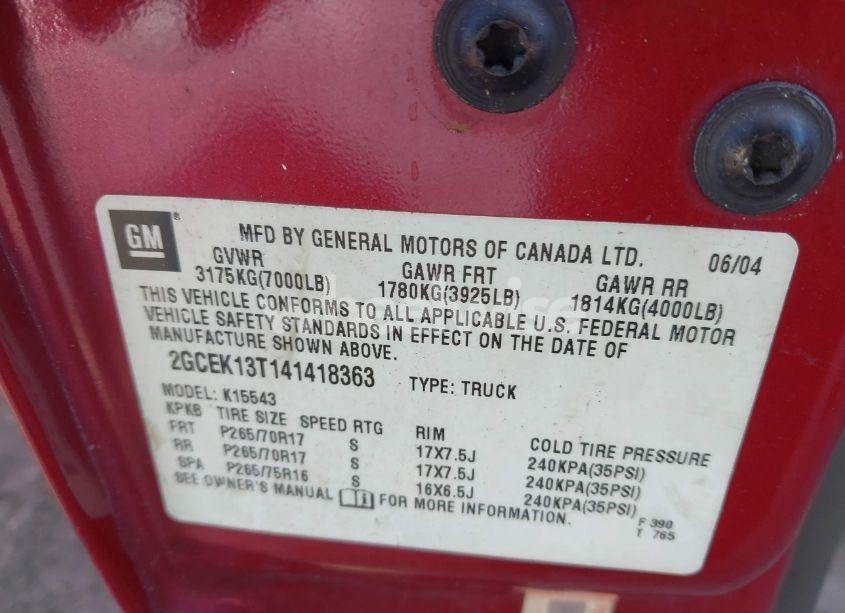 GM ®
MFD BY GENERAL MOTORS OF CANADA LTD. 06/04
GVWR GAWR FRT GAWR RR
3175KG(7000LB) 1780KG(3925LB) 1814KG(4000LB)
THIS VEHICLE CONFORMS TO ALL APPLICABLE U.S. FEDERAL MOTOR
VEHICLE SAFETY STANDARDS IN EFFECT ON THE DATE OF
MANUFACTURE SHOWN ABOVE.
2GCEK13T141418363 TYPE: TRUCK
MODEL: K15543
KPKB TIRE SIZE SPEED RTG RIM COLD TIRE PRESSURE
FRT P265/70R17 S 17X7.5J 240KPA(35PSI)
RR P265/70R17 S 17X7.5J 240KPA(35PSI)
SPA P265/75R16 S 16X6.5J 240KPA(35PSI)
SEE OWNER'S MANUAL FOR MORE INFORMATION.
F 390
T 765